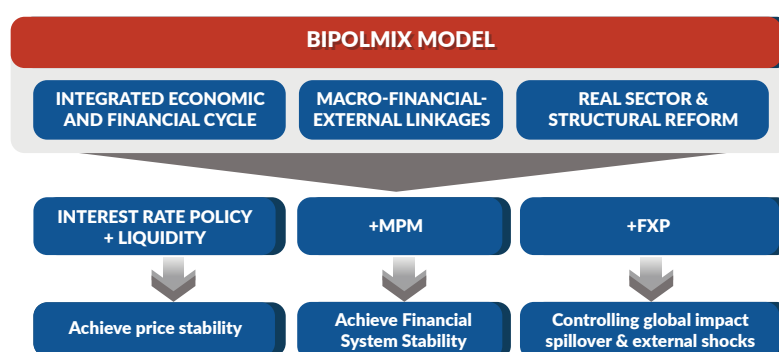 BIPOLMIX MODEL
INTEGRATED ECONOMIC
AND FINANCIAL CYCLE
MACRO-FINANCIAL-
EXTERNAL LINKAGES
REAL SECTOR &
STRUCTURAL REFORM
INTEREST RATE POLICY
+ LIQUIDITY
+MPM
+FXP
Achieve price stability
Achieve Financial
System Stability
Controlling global impact
spillover & external shocks